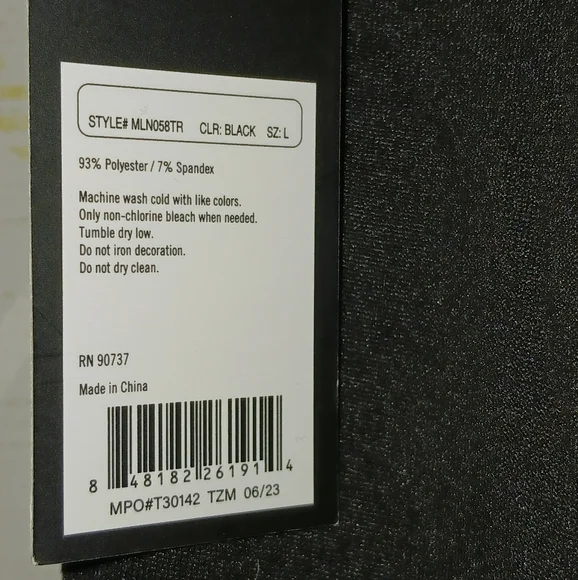 STYLE# MLN058TR CLR: BLACK SZ: L
93% Polyester / 7% Spandex
Machine wash cold with like colors.
Only non-chlorine bleach when needed.
Tumble dry low.
Do not iron decoration.
Do not dry clean.
RN 90737
Made in China
8 48182 26191 4
MPO#T30142 TZM 06/23